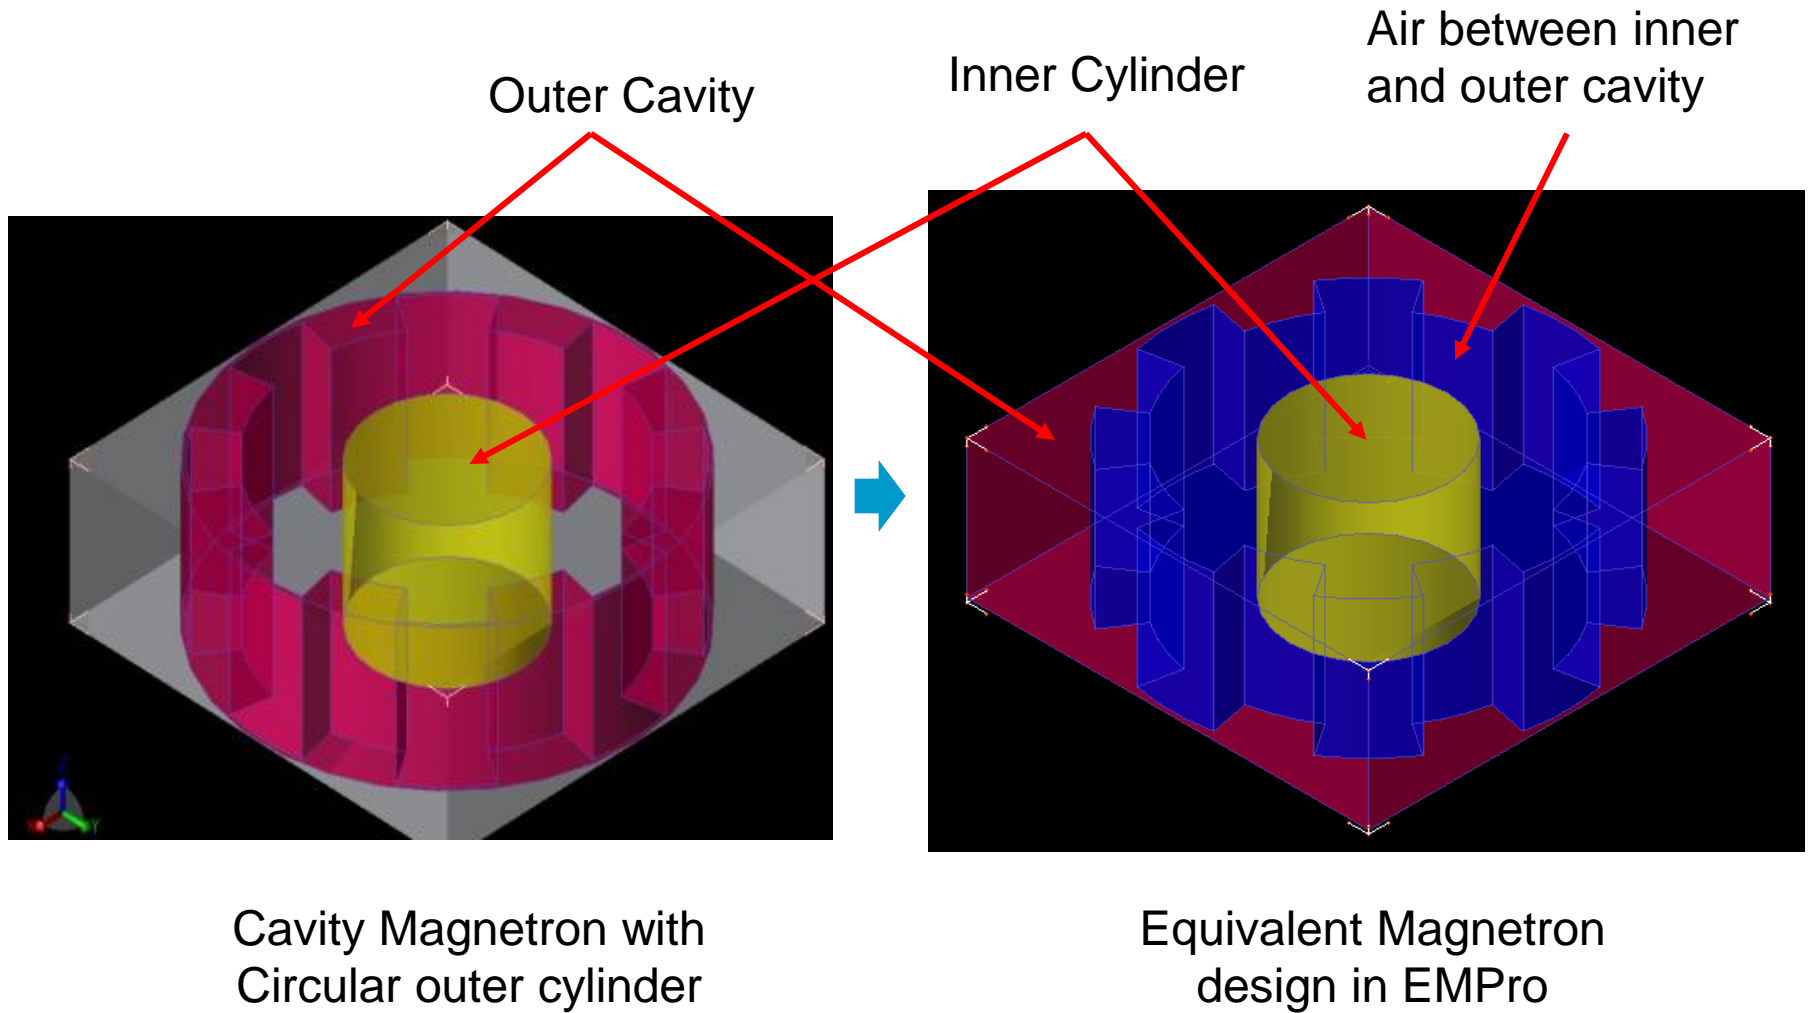 Outer Cavity
Inner Cylinder
Air between inner
and outer cavity
Z
X
Y
Cavity Magnetron with
Circular outer cylinder
Equivalent Magnetron
design in EMPro